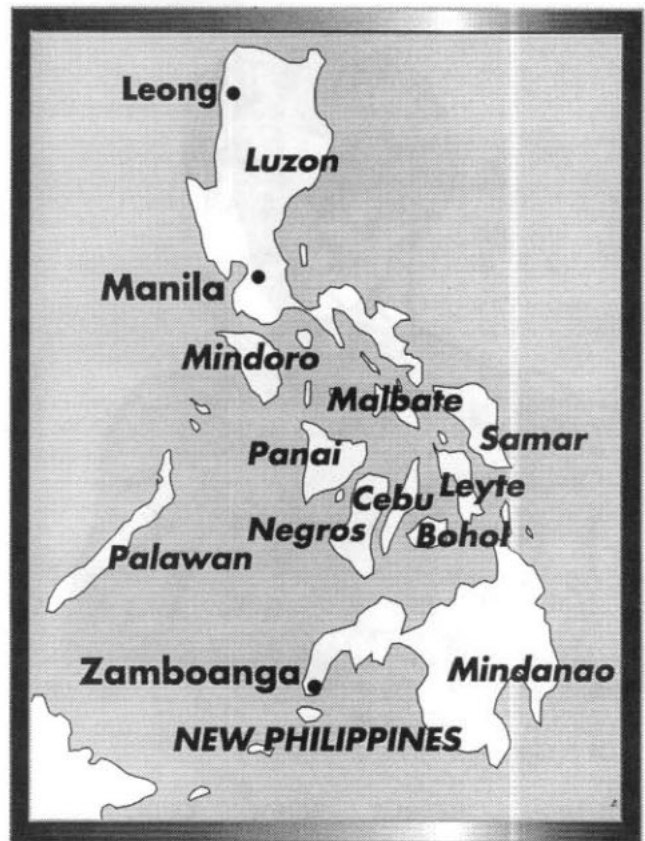 Leong
Luzon
Manila
Mindoro
Malbate
Samar
Panai
Cebu
Leyte
Negros
Bohol
Palawan
Zamboanga
Mindanao
NEW PHILIPPINES